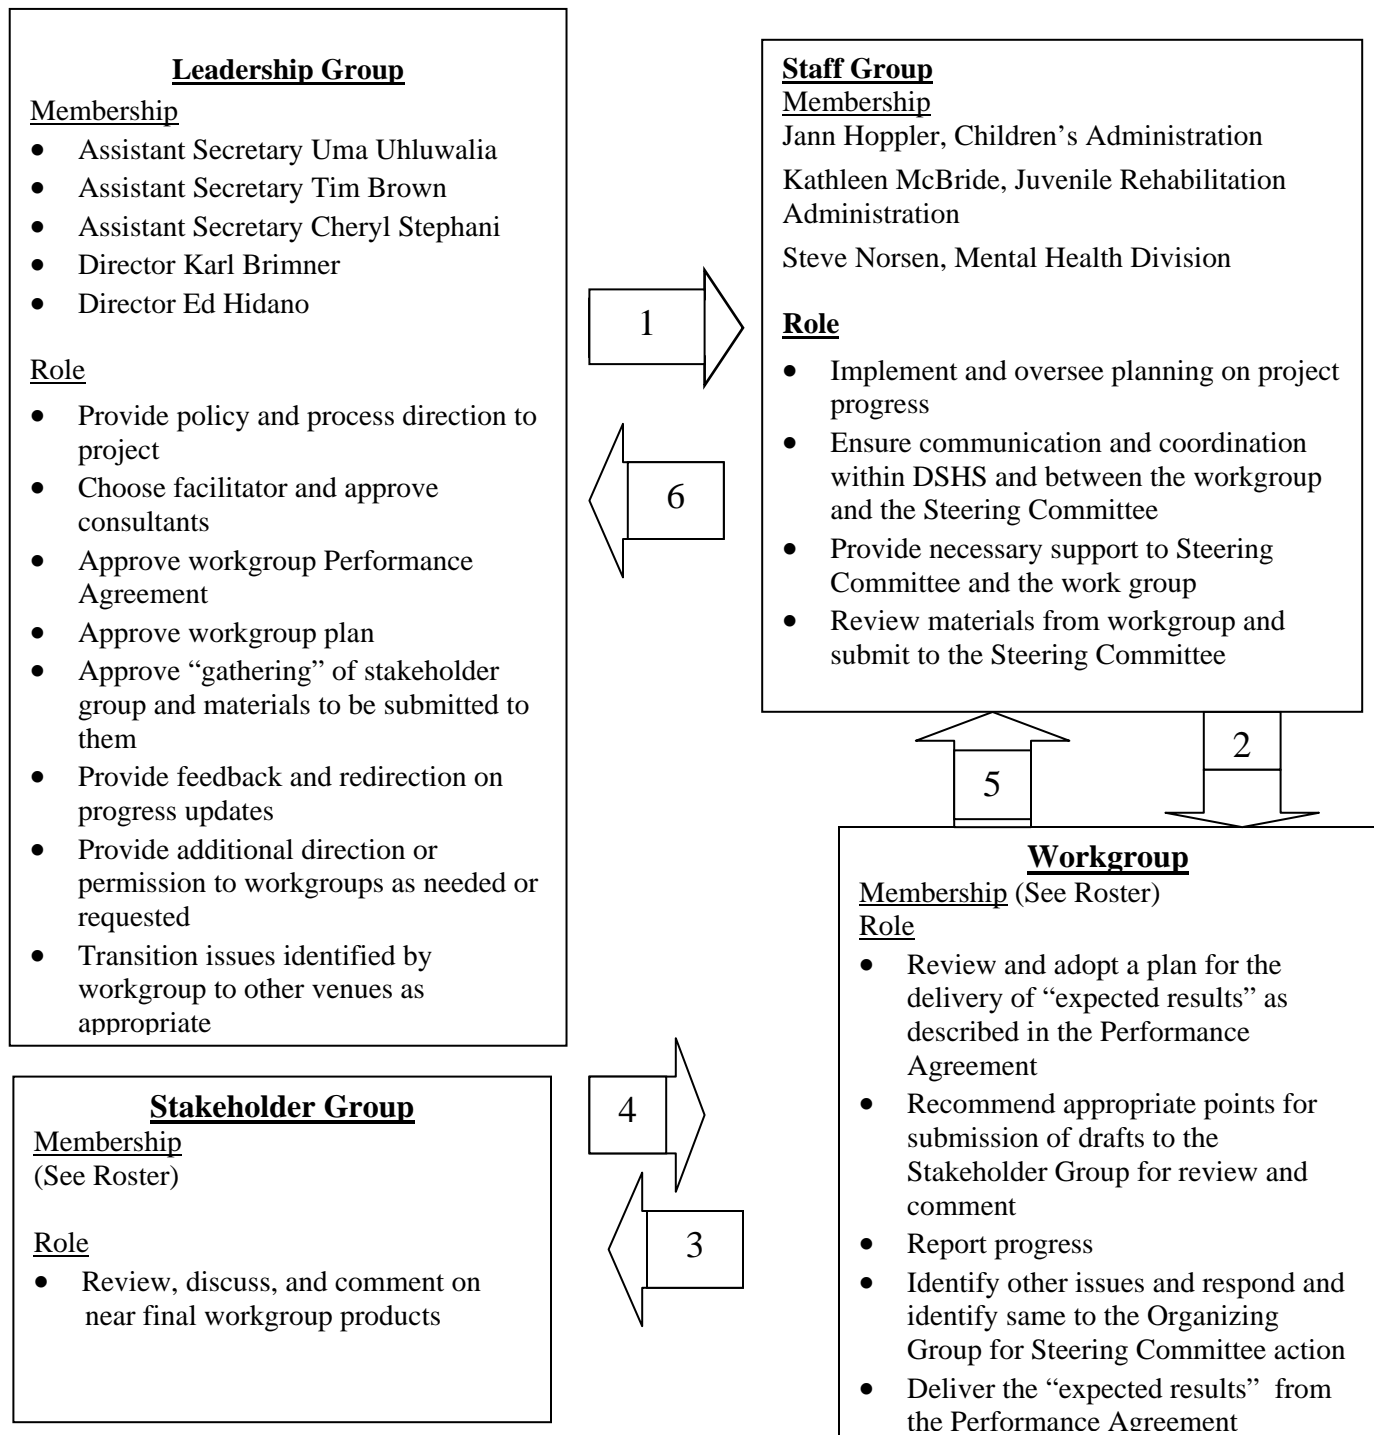 Leadership Group
Membership
• Assistant Secretary Uma Uhluwalia
• Assistant Secretary Tim Brown
• Assistant Secretary Cheryl Stephani
• Director Karl Brimner
• Director Ed Hidano
Role
• Provide policy and process direction to
project
• Choose facilitator and approve
consultants
• Approve workgroup Performance
Agreement
• Approve workgroup plan
• Approve “gathering” of stakeholder
group and materials to be submitted to
them
• Provide feedback and redirection on
progress updates
• Provide additional direction or
permission to workgroups as needed or
requested
• Transition issues identified by
workgroup to other venues as
appropriate
1
6
Staff Group
Membership
Jann Hoppler, Children’s Administration
Kathleen McBride, Juvenile Rehabilitation
Administration
Steve Norsen, Mental Health Division
Role
• Implement and oversee planning on project
progress
• Ensure communication and coordination
within DSHS and between the workgroup
and the Steering Committee
• Provide necessary support to Steering
Committee and the work group
• Review materials from workgroup and
submit to the Steering Committee
5
2
Stakeholder Group
Membership
(See Roster)
Role
• Review, discuss, and comment on
near final workgroup products
4
3
Workgroup
Membership (See Roster)
Role
• Review and adopt a plan for the
delivery of “expected results” as
described in the Performance
Agreement
• Recommend appropriate points for
submission of drafts to the
Stakeholder Group for review and
comment
• Report progress
• Identify other issues and respond and
identify same to the Organizing
Group for Steering Committee action
• Deliver the “expected results” from
the Performance Agreement